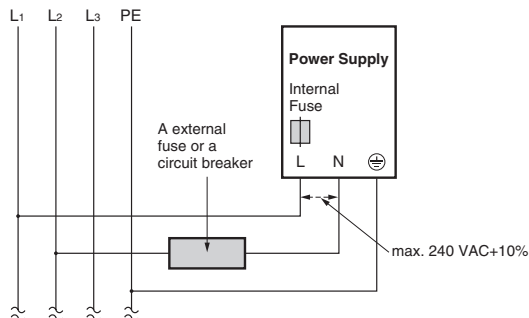 L1 L2 L3 PE
Power Supply
Internal
Fuse
A external
fuse or a
circuit breaker
L N
max. 240 VAC+10%